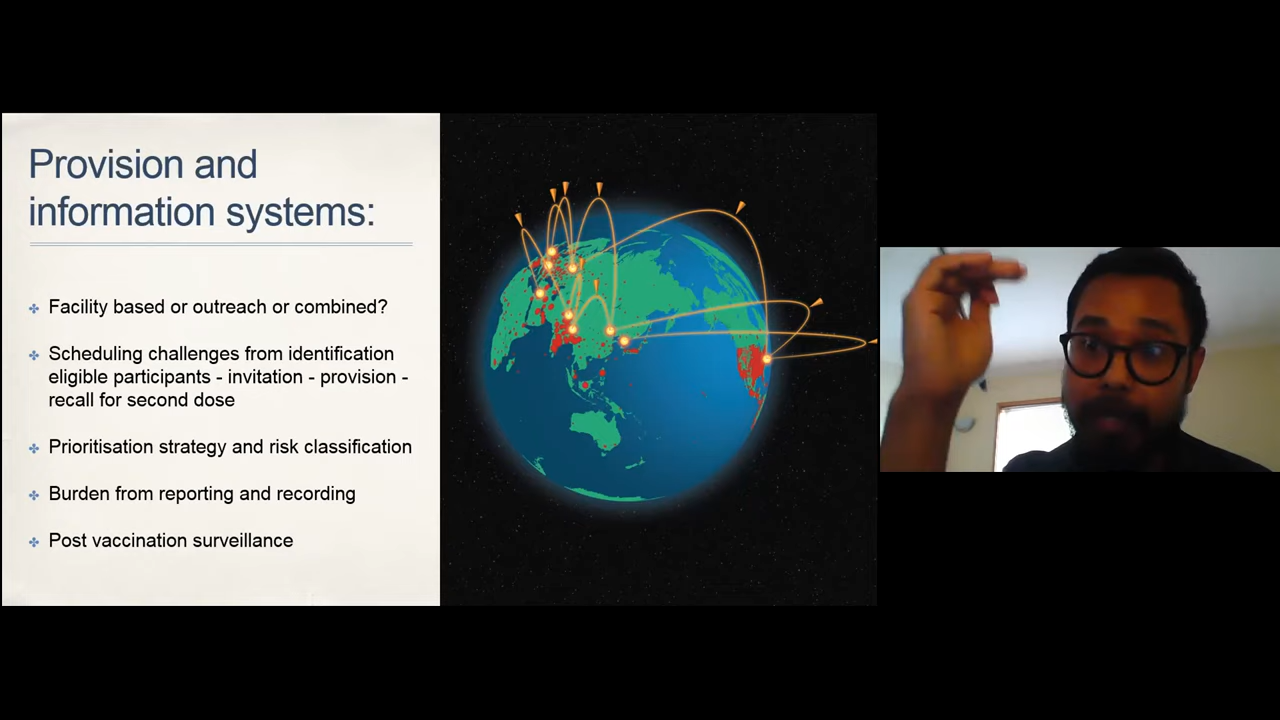 Provision and
information systems:
Facility based or outreach or combined?
Scheduling challenges from identification
eligible participants - invitation - provision -
recall for second dose
Prioritisation strategy and risk classification
Burden from reporting and recording
Post vaccination surveillance